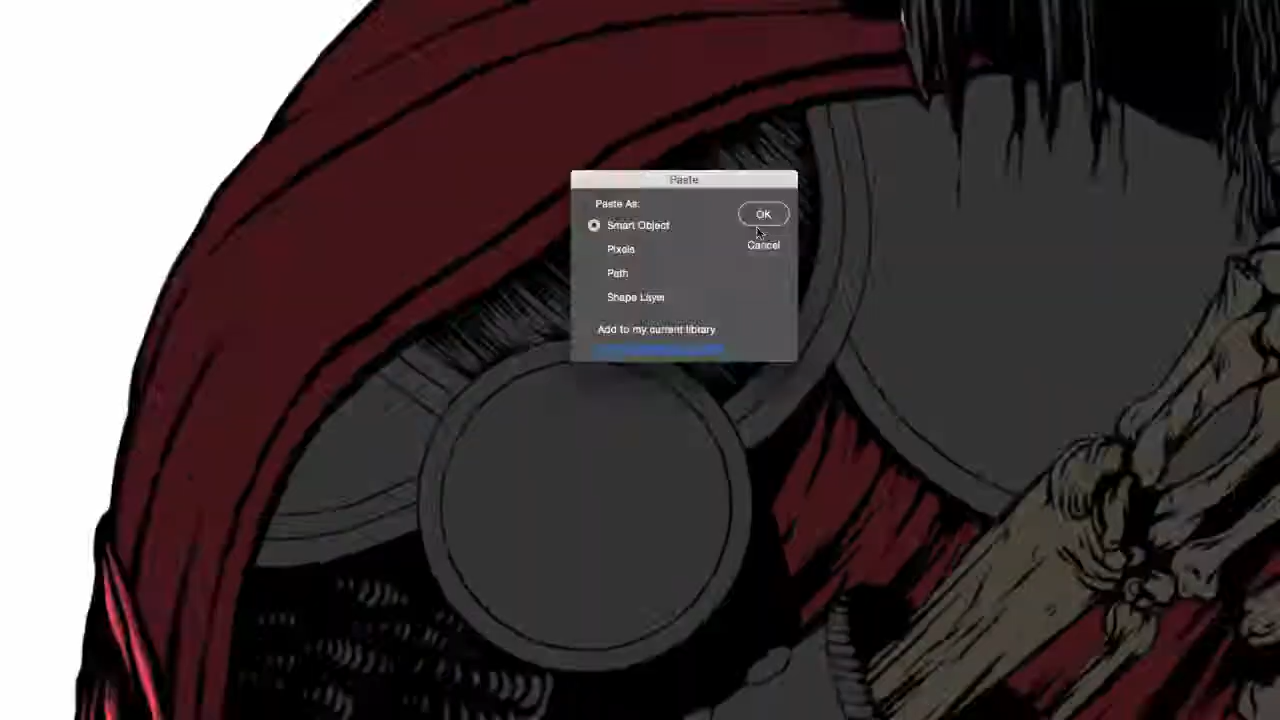 Paste
Paste As:
Smart Object
OK
Pixels
Cancel
Path
Shape Layer
Add to my current library